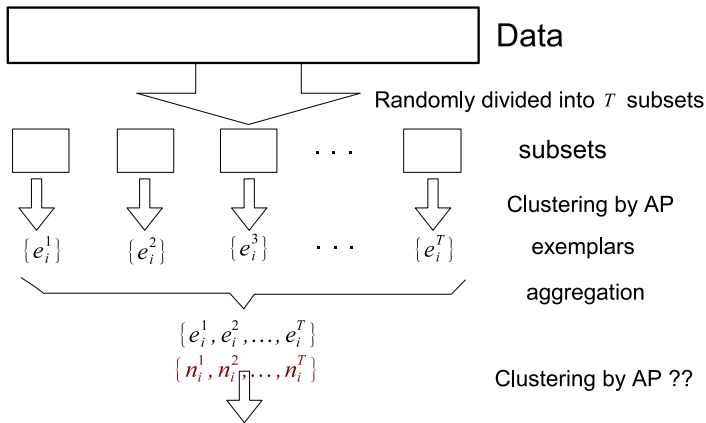 Data
Randomly divided into T subsets
. . . subsets
Clustering by AP
{e_i^1} {e_i^2} {e_i^3} . . . {e_i^T} exemplars
aggregation
{e_i^1, e_i^2, ..., e_i^T}
{n_i^1, n_i^2, ..., n_i^T}
Clustering by AP ??